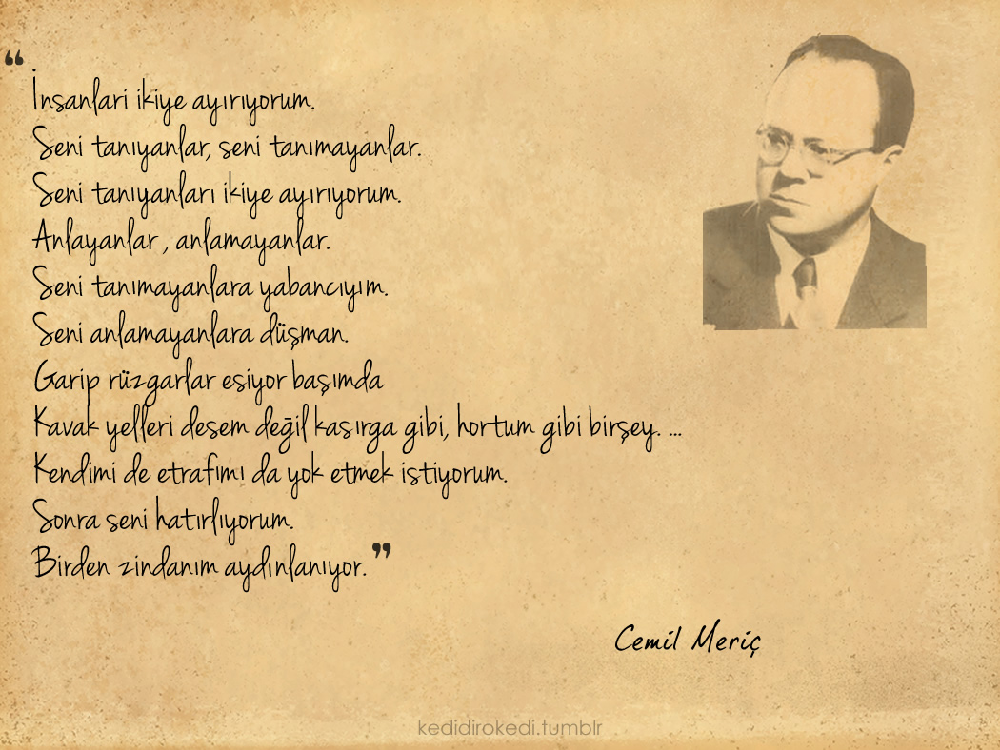 “ İnsanlari ikiye ayırıyorum.
Seni tanıyanlar, seni tanımayanlar.
Seni tanıyanları ikiye ayırıyorum.
Anlayanlar , anlamayanlar.
Seni tanımayanlara yabancıyım.
Seni anlamayanlara düşman.
Garip rüzgarlar esiyor başımda
Kavak yelleri desem değil kasırga gibi, hortum gibi birşey. ...
Kendimi de etrafımı da yok etmek istiyorum.
Sonra seni hatırlıyorum.
Birden zindanım aydınlanıyor. ”
Cemil Meriç
kedidirokedi.tumblr